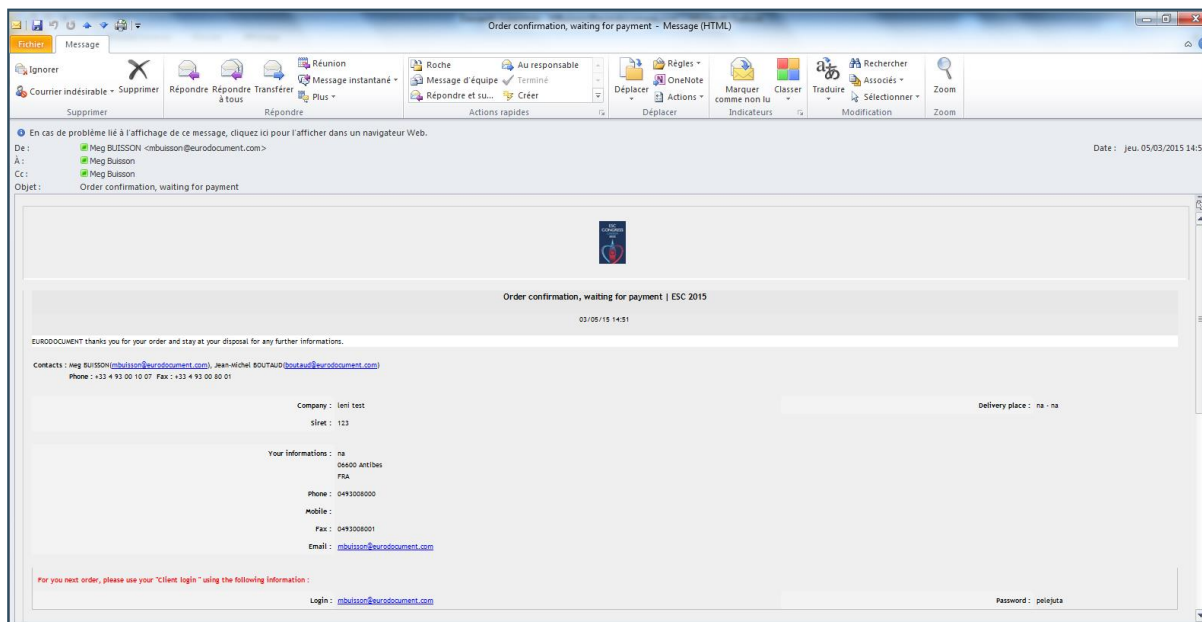 Order confirmation, waiting for payment - Message (HTML)
Fichier Message
Ignorer
Courrier indésirable
Supprimer
Supprimer
Répondre
Répondre à tous
Transférer
Réunion
Message instantané
Plus
Répondre
Roche
Message d'équipe
Répondre et su...
Au responsable
Terminé
Créer
Actions rapides
Déplacer
Règles
OneNote
Actions
Déplacer
Marquer comme non lu
Classer
Indicateurs
Traduire
Rechercher
Associés
Sélectionner
Modification
Zoom
Zoom
En cas de problème lié à l'affichage de ce message, cliquez ici pour l'afficher dans un navigateur Web.
De : Meg BUISSON <mbuisson@eurodocument.com> Date : jeu. 05/03/2015 14:5
À : Meg Buisson
Cc : Meg Buisson
Objet : Order confirmation, waiting for payment
ESC
CONGRESS
Order confirmation, waiting for payment | ESC 2015
03/05/15 14:51
EURODOCUMENT thanks you for your order and stay at your disposal for any further informations.
Contacts : Meg BUISSON(mbuisson@eurodocument.com), Jean-Michel BOUTAUD(boutaud@eurodocument.com)
Phone : +33 4 93 00 10 07 Fax : +33 4 93 00 80 01
Company : leni test Delivery place : na - na
Siret : 123
Your informations : na
06600 Antibes
FRA
Phone : 0493008000
Mobile :
Fax : 0493008001
Email : mbuisson@eurodocument.com
For you next order, please use your "Client login " using the following information :
Login : mbuisson@eurodocument.com Password : pelejuta